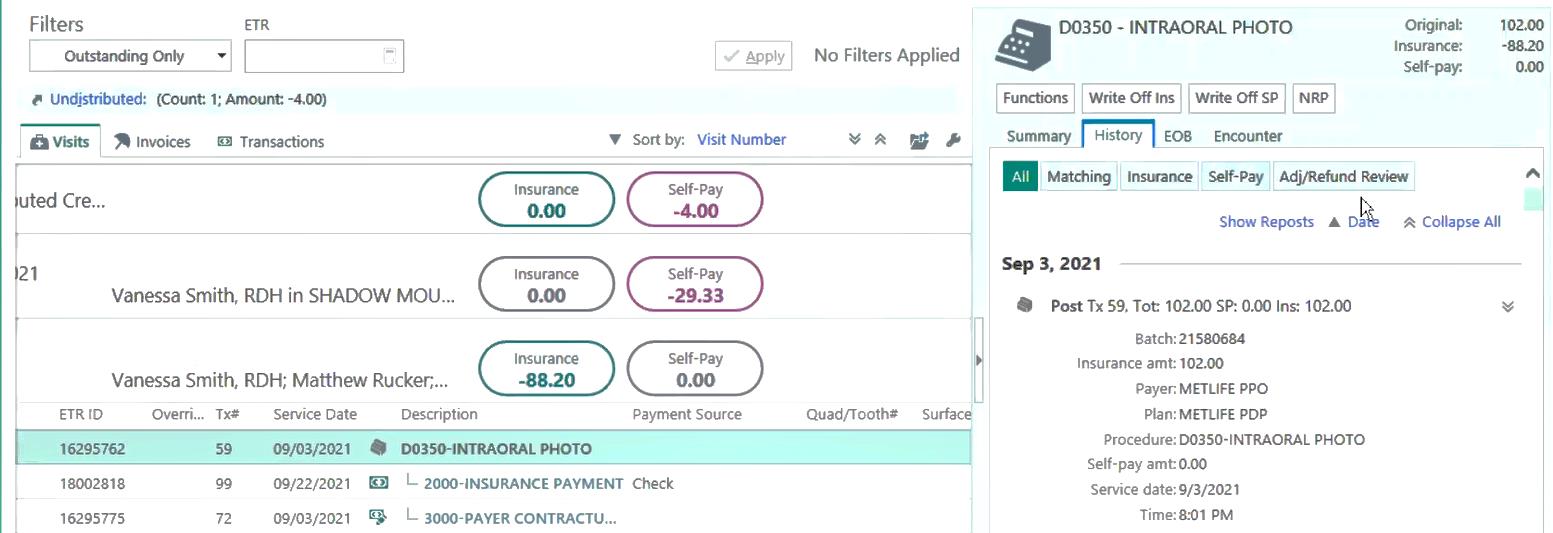 Filters
ETR
Outstanding Only
Apply
No Filters Applied
Undistributed: (Count: 1; Amount: -4.00)
Visits
Invoices
Transactions
Sort by: Visit Number
uted Cre...
Insurance
0.00
Self-Pay
-4.00
021
Vanessa Smith, RDH in SHADOW MOU...
Insurance
0.00
Self-Pay
-29.33
Vanessa Smith, RDH; Matthew Rucker;...
Insurance
-88.20
Self-Pay
0.00
ETR ID Overri... Tx# Service Date Description Payment Source Quad/Tooth# Surface
16295762 59 09/03/2021 D0350-INTRAORAL PHOTO
18002818 99 09/22/2021 2000-INSURANCE PAYMENT Check
16295775 72 09/03/2021 3000-PAYER CONTRACTU...
D0350 - INTRAORAL PHOTO
Original: 102.00
Insurance: -88.20
Self-pay: 0.00
Functions
Write Off Ins
Write Off SP
NRP
Summary
History
EOB
Encounter
All
Matching
Insurance
Self-Pay
Adj/Refund Review
Show Reposts
Date
Collapse All
Sep 3, 2021
Post Tx 59, Tot: 102.00 SP: 0.00 Ins: 102.00
Batch: 21580684
Insurance amt: 102.00
Payer: METLIFE PPO
Plan: METLIFE PDP
Procedure: D0350-INTRAORAL PHOTO
Self-pay amt: 0.00
Service date: 9/3/2021
Time: 8:01 PM